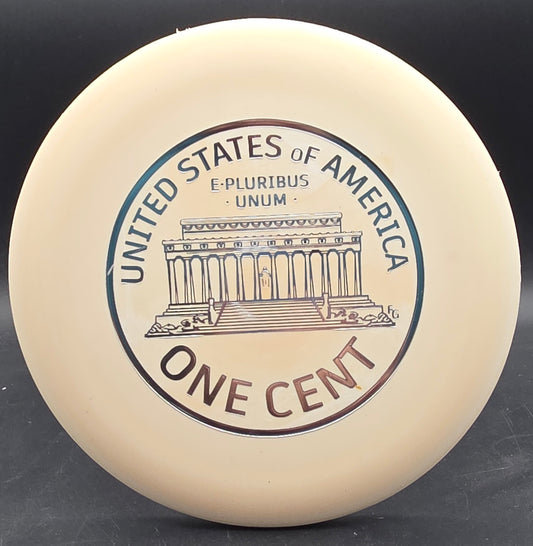 UNITED STATES OF AMERICA
E·PLURIBUS
· UNUM ·
FG
ONE CENT